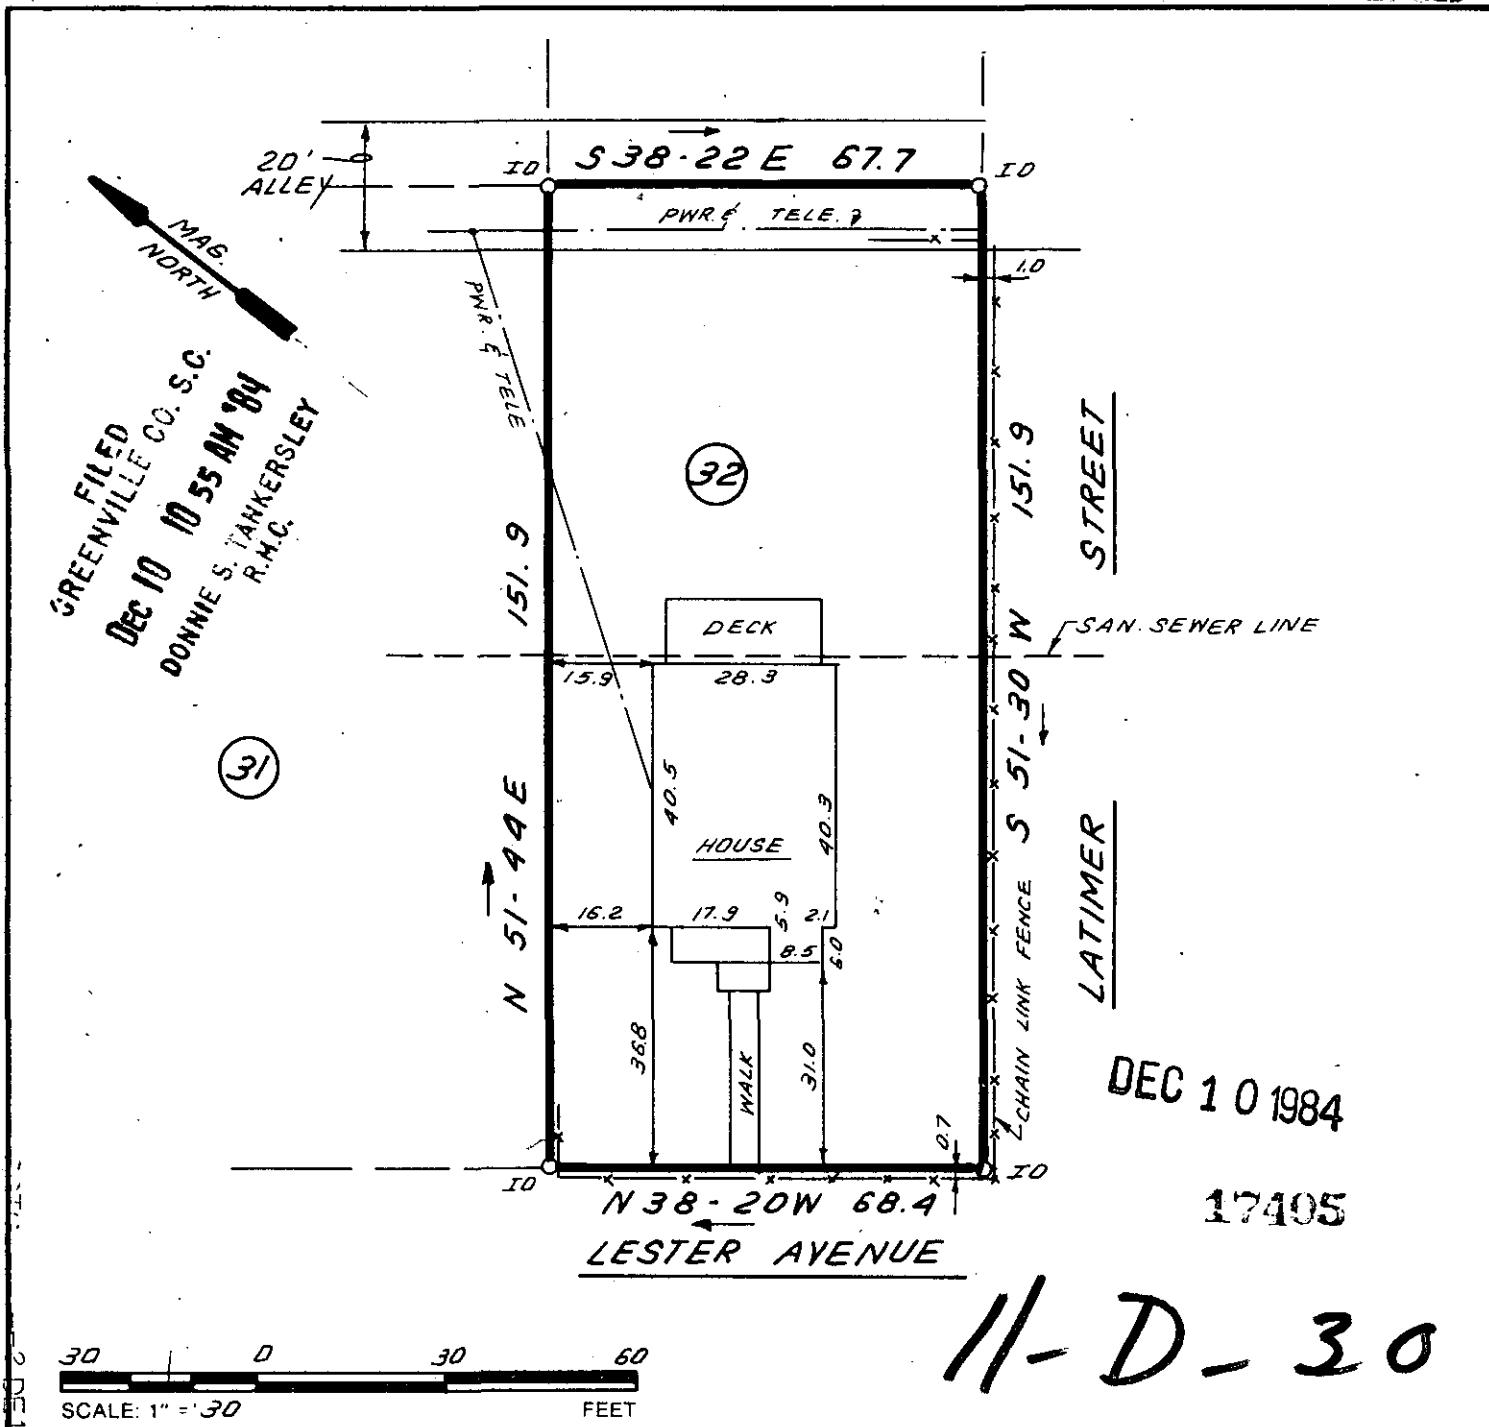 S 38-22 E 67.7
IO
IO
20'
ALLEY
PWR. & TELE.
MAG.
NORTH
1.0
PWR. & TELE
FILED
GREENVILLE CO. S.C.
DEC 10 10 55 AM '84
DONNIE S. TANKERSLEY
R.M.C.
32
151.9
N 51-44 E
S 51-30 W
151.9
LATIMER STREET
DECK
SAN. SEWER LINE
15.9
28.3
31
40.5
40.3
HOUSE
16.2
17.9
5.9
2.1
8.5
6.0
36.8
WALK
31.0
CHAIN LINK FENCE
0.7
DEC 10 1984
IO
IO
N 38-20W 68.4
17405
LESTER AVENUE
11-D-30
30 0 30 60
SCALE: 1" = 30 FEET